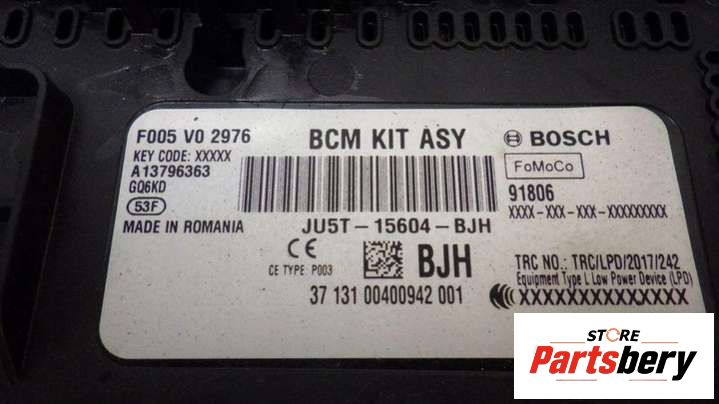 F005 V0 2976
BCM KIT ASY
BOSCH
KEY CODE: XXXXX
A13796363
GQ6KD
53F
MADE IN ROMANIA
FoMoCo
91806
XXXX-XXX-XXX-XXXXXXXXX
JU5T-15604-BJH
CE
CE TYPE: P003
BJH
37 131 00400942 001
TRC NO.: TRC/LPD/2017/242
Equipment Type L Low Power Device (LPD)
XXXXXXXXXXXXXX
STORE
Partsbery